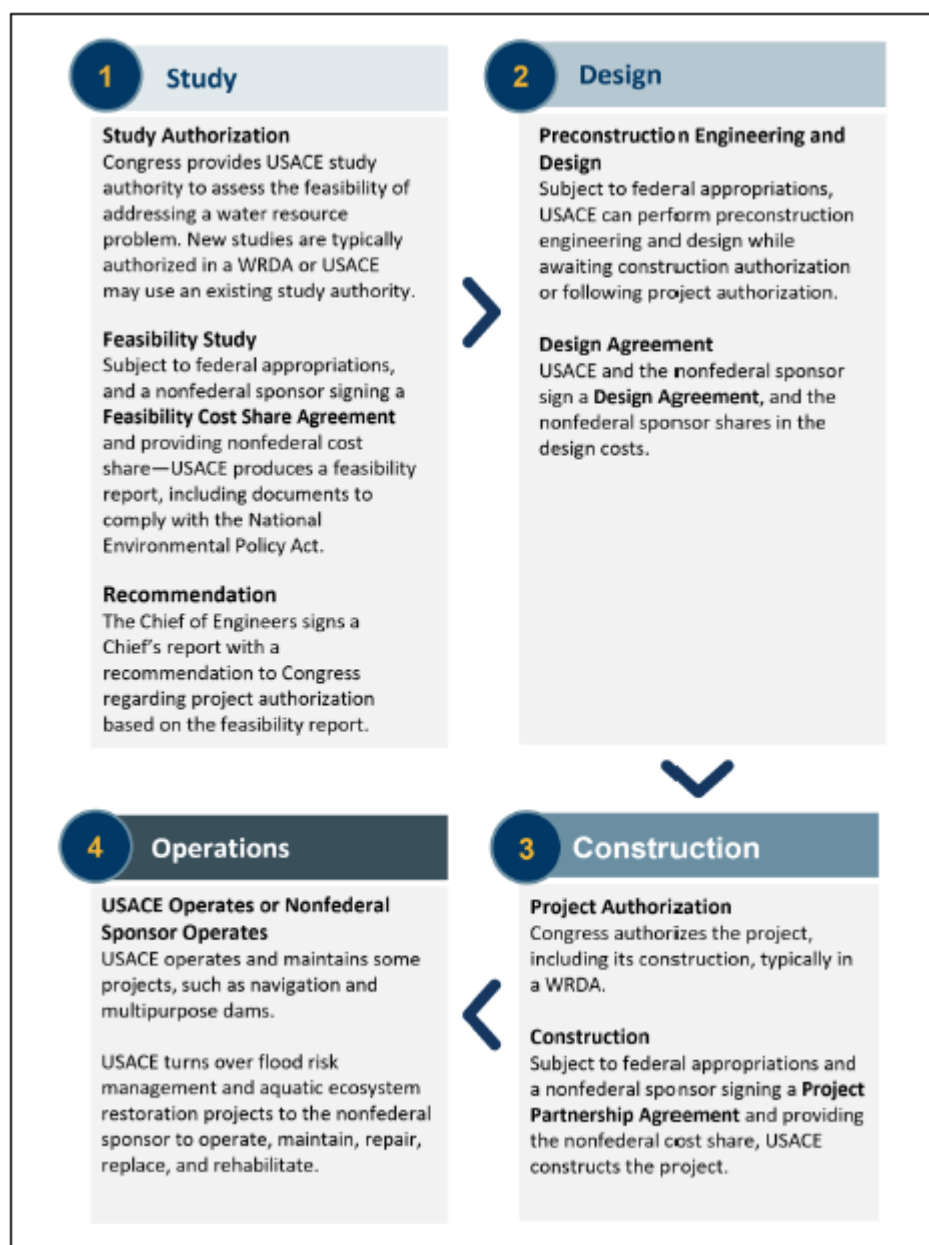 1
Study
Study Authorization
Congress provides USACE study
authority to assess the feasibility of
addressing a water resource
problem. New studies are typically
authorized in a WRDA or USACE
may use an existing study authority.
Feasibility Study
Subject to federal appropriations,
and a nonfederal sponsor signing a
Feasibility Cost Share Agreement
and providing nonfederal cost
share—USACE produces a feasibility
report, including documents to
comply with the National
Environmental Policy Act.
Recommendation
The Chief of Engineers signs a
Chief's report with a
recommendation to Congress
regarding project authorization
based on the feasibility report.
2
Design
Preconstruction Engineering and
Design
Subject to federal appropriations,
USACE can perform preconstruction
engineering and design while
awaiting construction authorization
or following project authorization.
Design Agreement
USACE and the nonfederal sponsor
sign a Design Agreement, and the
nonfederal sponsor shares in the
design costs.
3
Construction
Project Authorization
Congress authorizes the project,
including its construction, typically in
a WRDA.
Construction
Subject to federal appropriations and
a nonfederal sponsor signing a Project
Partnership Agreement and providing
the nonfederal cost share, USACE
constructs the project.
4
Operations
USACE Operates or Nonfederal
Sponsor Operates
USACE operates and maintains some
projects, such as navigation and
multipurpose dams.
USACE turns over flood risk
management and aquatic ecosystem
restoration projects to the nonfederal
sponsor to operate, maintain, repair,
replace, and rehabilitate.